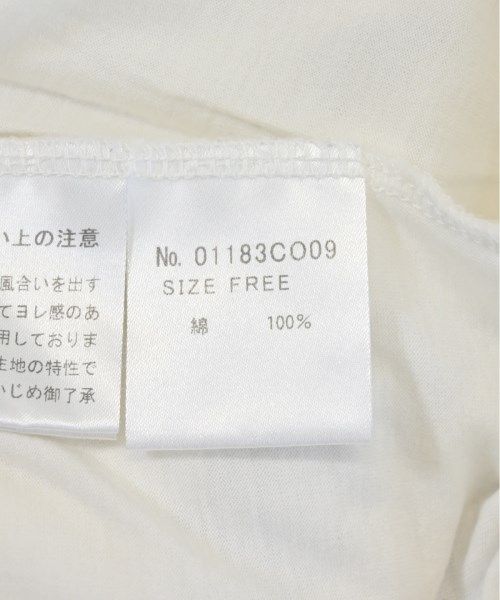 い上の注意
風合いを出す
てヨレ感のあ
用しておりま
生地の特性で
いじめ御了承
No. 01183CO09
SIZE FREE
綿 100%